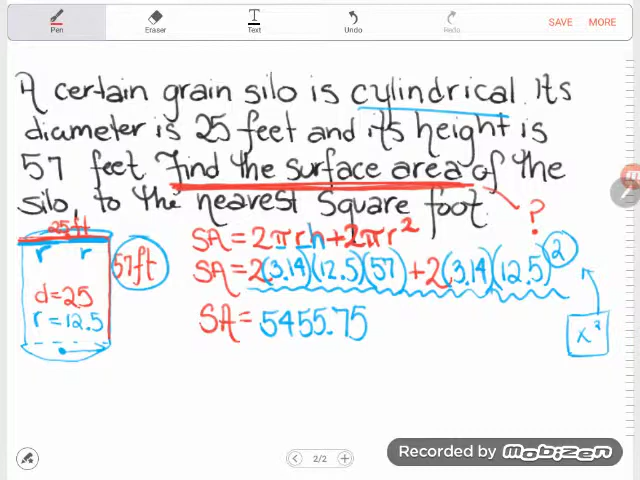 Pen
Eraser
Text
Undo
Redo
SAVE
MORE
A certain grain silo is cylindrical. Its
diameter is 25 feet and its height is
57 feet. Find the surface area of the
silo, to the nearest square foot.
?
25ft
r r
57ft
d=25
r=12.5
SA=2πrh+2πr²
SA=2(3.14)(12.5)(57)+2(3.14)(12.5)²
SA=5455.75
x²
2/2
Recorded by Mobizen